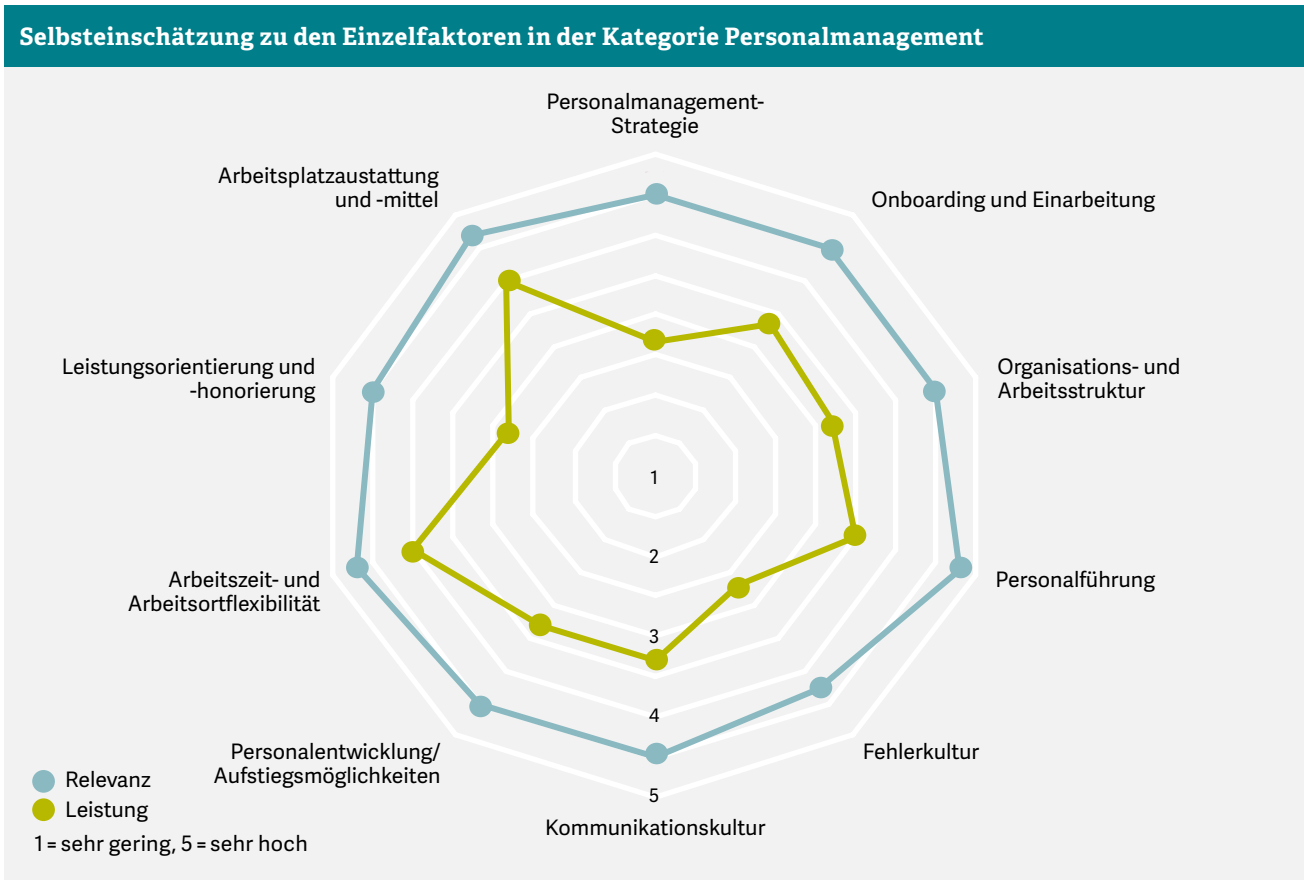 Selbsteinschätzung zu den Einzelfaktoren in der Kategorie Personalmanagement
Personalmanagement-
Strategie
Arbeitsplatzaustattung
und -mittel
Onboarding und Einarbeitung
Leistungsorientierung und
-honorierung
Organisations- und
Arbeitsstruktur
1
2
Arbeitszeit- und
Arbeitsortflexibilität
Personalführung
3
4
Personalentwicklung/
Aufstiegsmöglichkeiten
Fehlerkultur
5
Kommunikationskultur
Relevanz
Leistung
1 = sehr gering, 5 = sehr hoch